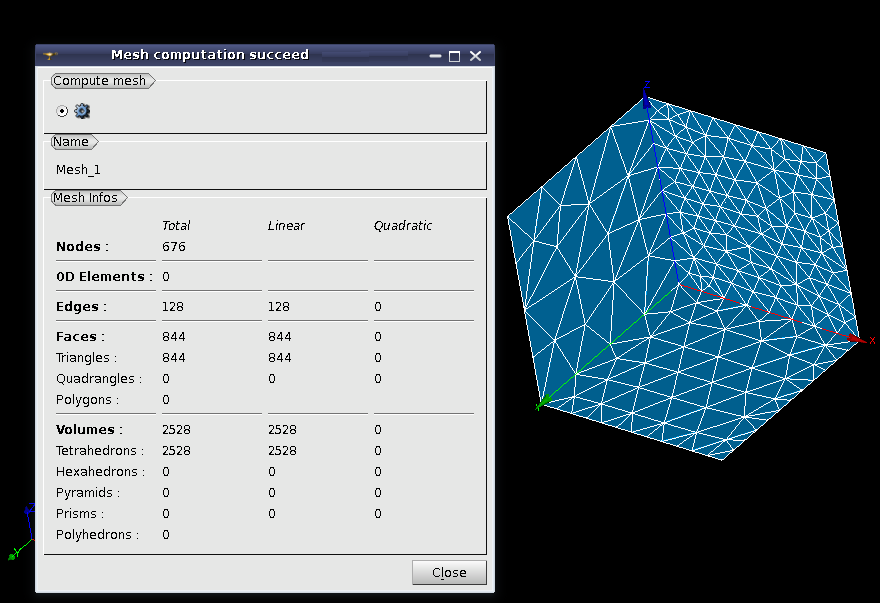 Mesh computation succeed
Compute mesh
Name
Mesh_1
Mesh Infos
Total Linear Quadratic
Nodes : 676
0D Elements : 0
Edges : 128 128 0
Faces : 844 844 0
Triangles : 844 844 0
Quadrangles : 0 0 0
Polygons : 0
Volumes : 2528 2528 0
Tetrahedrons : 2528 2528 0
Hexahedrons : 0 0 0
Pyramids : 0 0 0
Prisms : 0 0 0
Polyhedrons : 0
Close
Z
X
Y
Z
Y